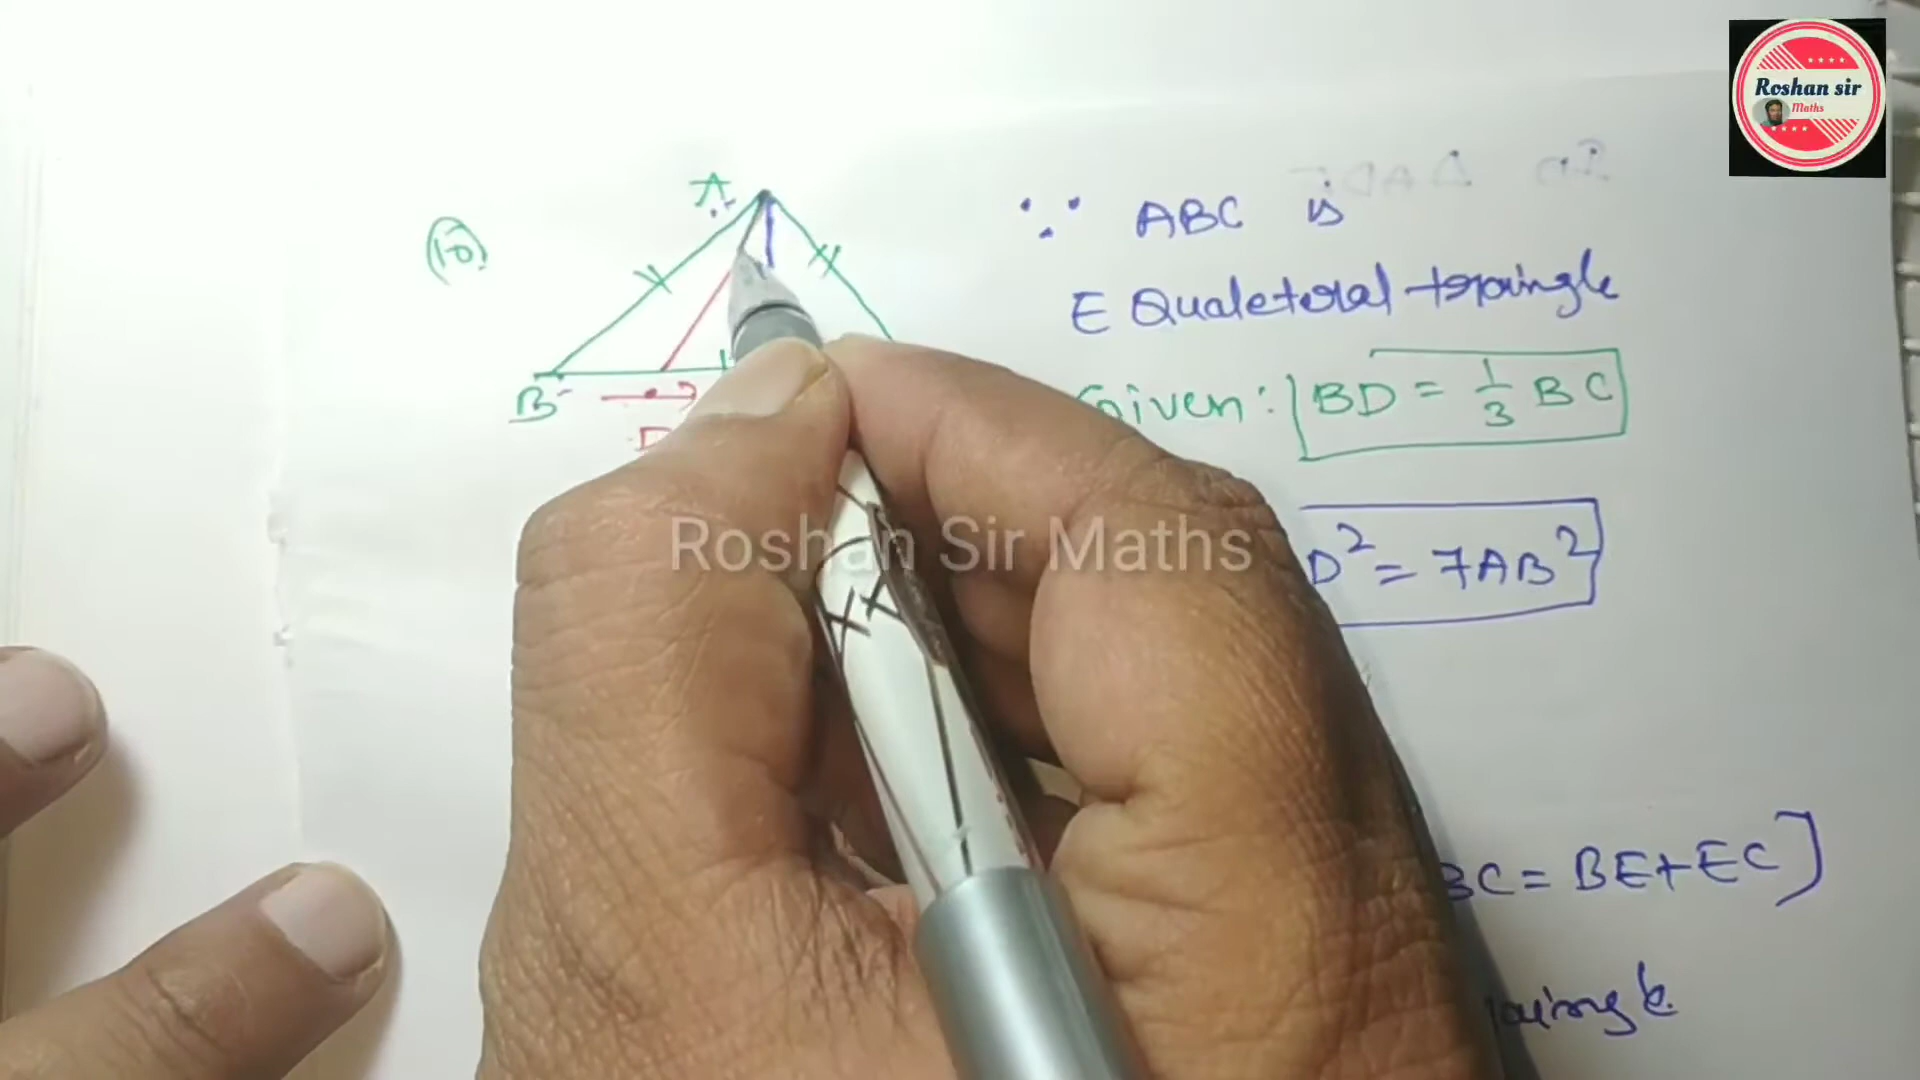 Roshan sir
Maths
A
(10).
∵ ABC is
EQualeteral traingle
B
D
Given: BD = 1/3 BC
D² = 7AB²
Roshan Sir Maths
BC = BE + EC]